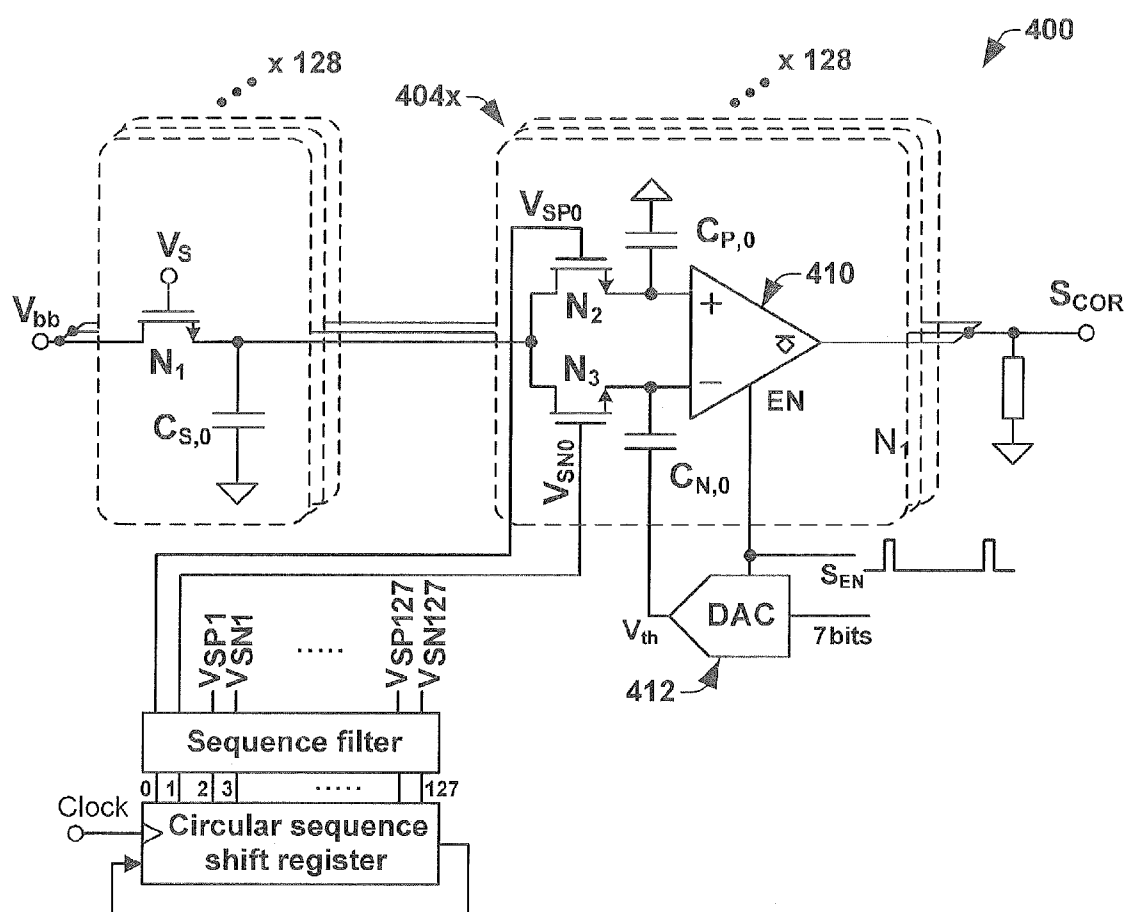 400
x 128
x 128
404x
V_SP0
C_P,0
V_S
410
V_bb
N_2
+
S_COR
N_1
N_3
−
EN
C_S,0
V_SN0
C_N,0
N_1
S_EN
DAC
V_th
7bits
V_SP1
V_SN1
.....
V_SP127
V_SN127
412
Sequence filter
0 1 2 3 ..... 127
Clock
Circular sequence
shift register